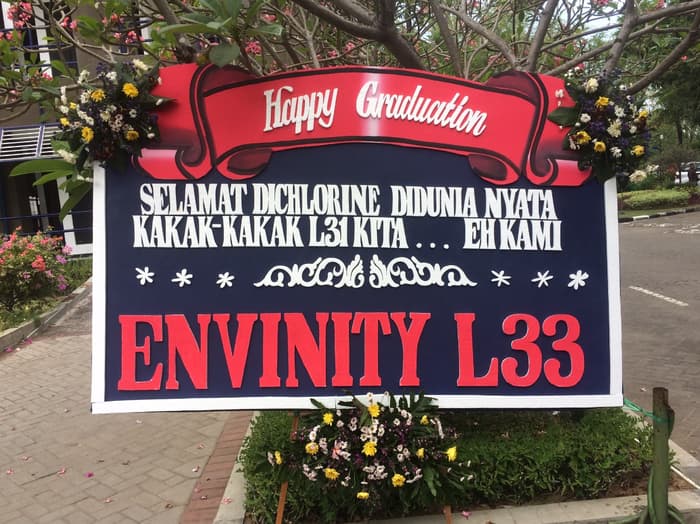 Happy Graduation
SELAMAT DICHLORINE DIDUNIA NYATA
KAKAK-KAKAK L31 KITA ... EH KAMI
ENVINITY L33